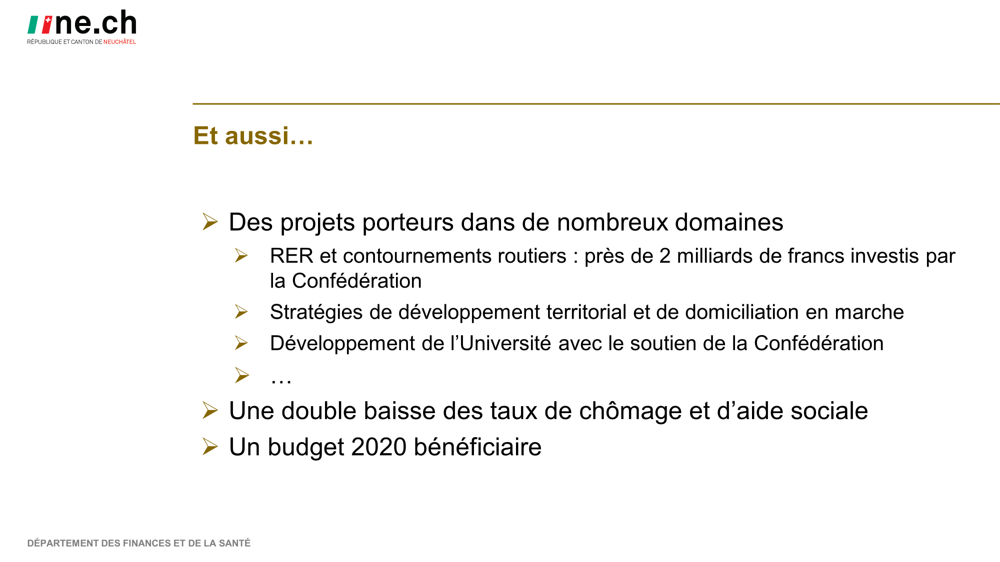 ne.ch
RÉPUBLIQUE ET CANTON DE NEUCHÂTEL
Et aussi…
Des projets porteurs dans de nombreux domaines
RER et contournements routiers : près de 2 milliards de francs investis par
la Confédération
Stratégies de développement territorial et de domiciliation en marche
Développement de l’Université avec le soutien de la Confédération
…
Une double baisse des taux de chômage et d’aide sociale
Un budget 2020 bénéficiaire
DÉPARTEMENT DES FINANCES ET DE LA SANTÉ